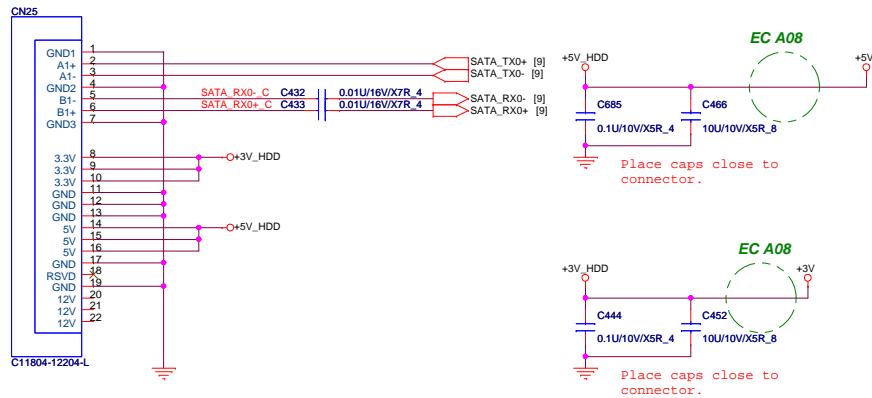 CN25
GND1 1
A1+ 2 SATA_TX0+ [9]
A1- 3 SATA_TX0- [9]
GND2 4
B1- 5 SATA_RX0-_C C432 0.01U/16V/X7R_4 SATA_RX0- [9]
B1+ 6 SATA_RX0+_C C433 0.01U/16V/X7R_4 SATA_RX0+ [9]
GND3 7
3.3V 8 +3V_HDD
3.3V 9
3.3V 10
GND 11
GND 12
GND 13
5V 14 +5V_HDD
5V 15
5V 16
GND 17
RSVD 18
GND 19
12V 20
12V 21
12V 22
C11804-12204-L
EC A08
+5V_HDD +5V
C685 C466
0.1U/10V/X5R_4 10U/10V/X5R_8
Place caps close to
connector.
EC A08
+3V_HDD +3V
C444 C452
0.1U/10V/X5R_4 10U/10V/X5R_8
Place caps close to
connector.